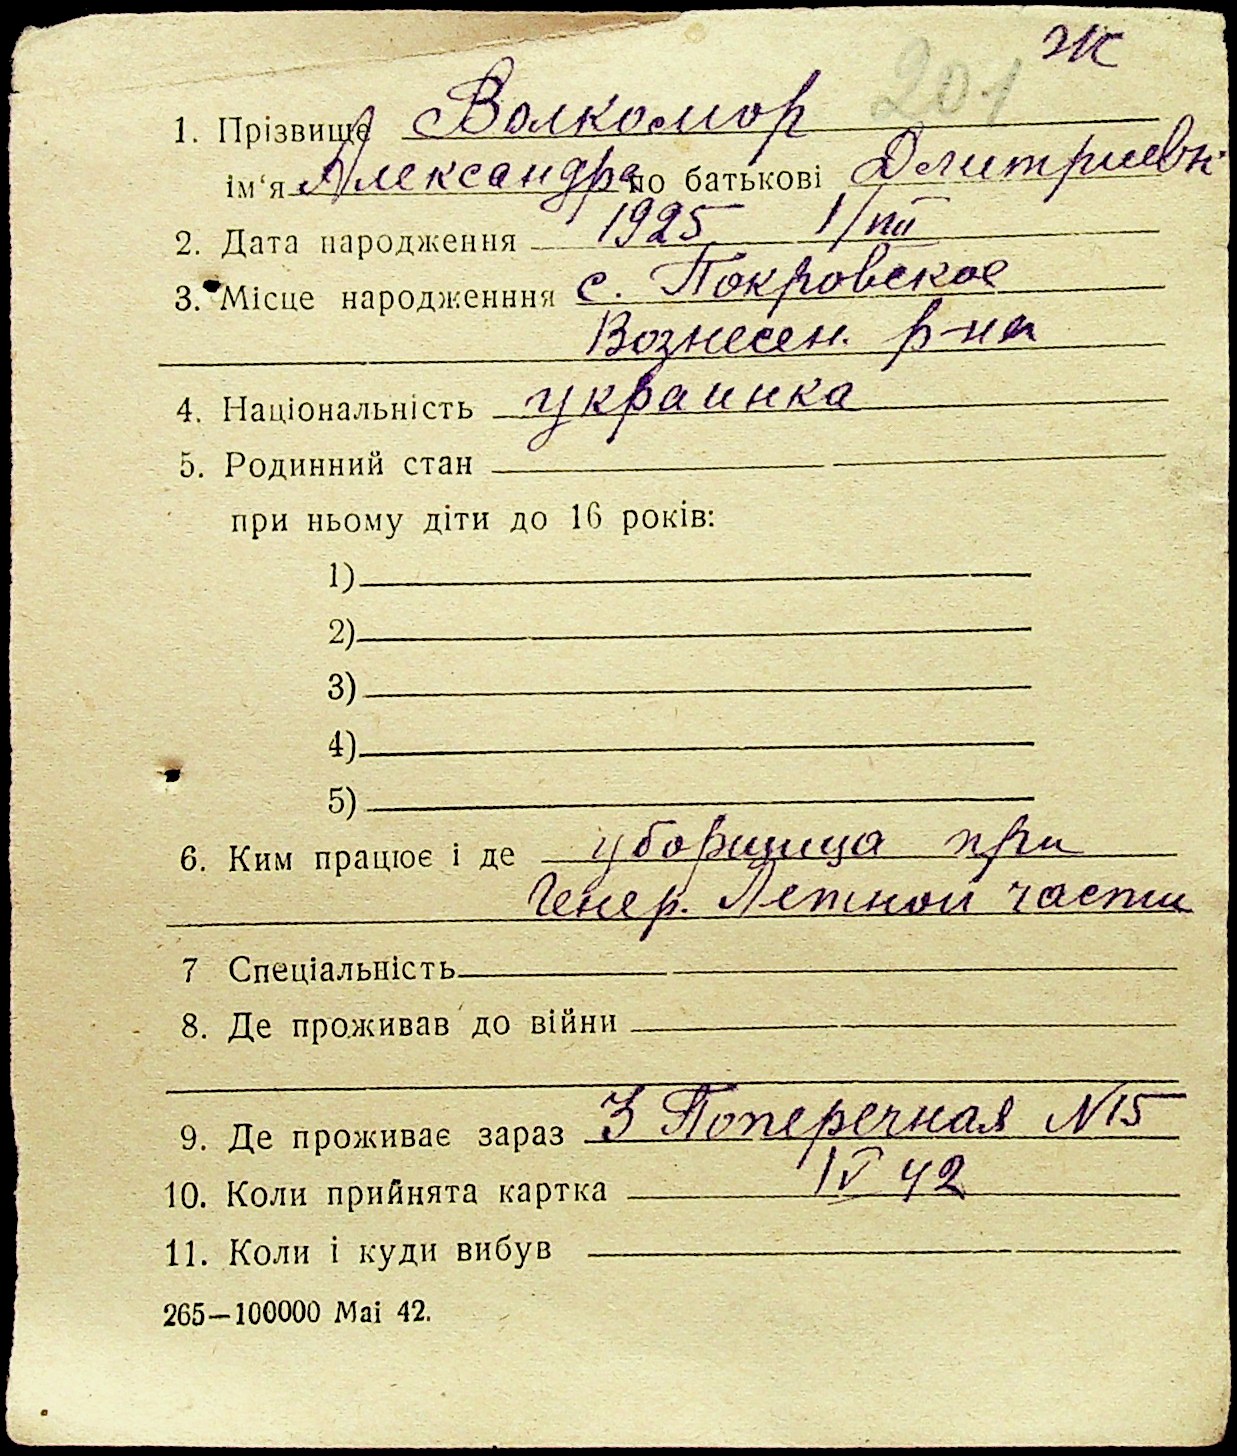 Ж
201
1. Прізвище Волкомор
ім‘я Александра по батькові Дмитриевн.
2. Дата народження 1925 1/VIII
3. Місце народженння с. Покровское
Вознесен. р-на
4. Національність украинка
5. Родинний стан
при ньому діти до 16 років:
1)
2)
3)
4)
5)
6. Ким працює і де уборщица при
Генер. Летной части
7 Спеціальність
8. Де проживав до війни
9. Де проживає зараз 3 Поперечная N15
10. Коли прийнята картка IV 42
11. Коли і куди вибув
265—100000 Mai 42.